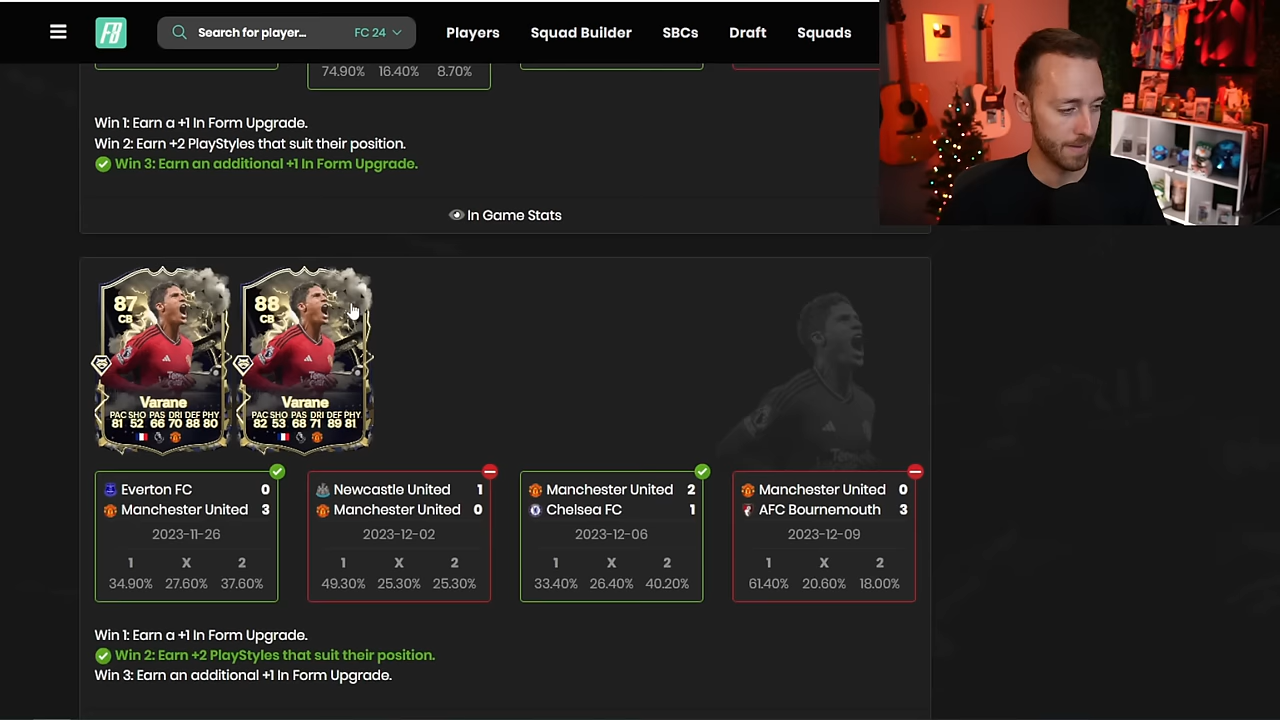 FB
Search for player...
FC 24
Players
Squad Builder
SBCs
Draft
Squads
74.90% 16.40% 8.70%
Win 1: Earn a +1 In Form Upgrade.
Win 2: Earn +2 PlayStyles that suit their position.
Win 3: Earn an additional +1 In Form Upgrade.
In Game Stats
87
CB
Varane
PAC SHO PAS DRI DEF PHY
81 52 66 70 88 80
88
CB
Varane
PAC SHO PAS DRI DEF PHY
82 53 68 71 89 81
Everton FC 0
Manchester United 3
2023-11-26
1 X 2
34.90% 27.60% 37.60%
Newcastle United 1
Manchester United 0
2023-12-02
1 X 2
49.30% 25.30% 25.30%
Manchester United 2
Chelsea FC 1
2023-12-06
1 X 2
33.40% 26.40% 40.20%
Manchester United 0
AFC Bournemouth 3
2023-12-09
1 X 2
61.40% 20.60% 18.00%
Win 1: Earn a +1 In Form Upgrade.
Win 2: Earn +2 PlayStyles that suit their position.
Win 3: Earn an additional +1 In Form Upgrade.